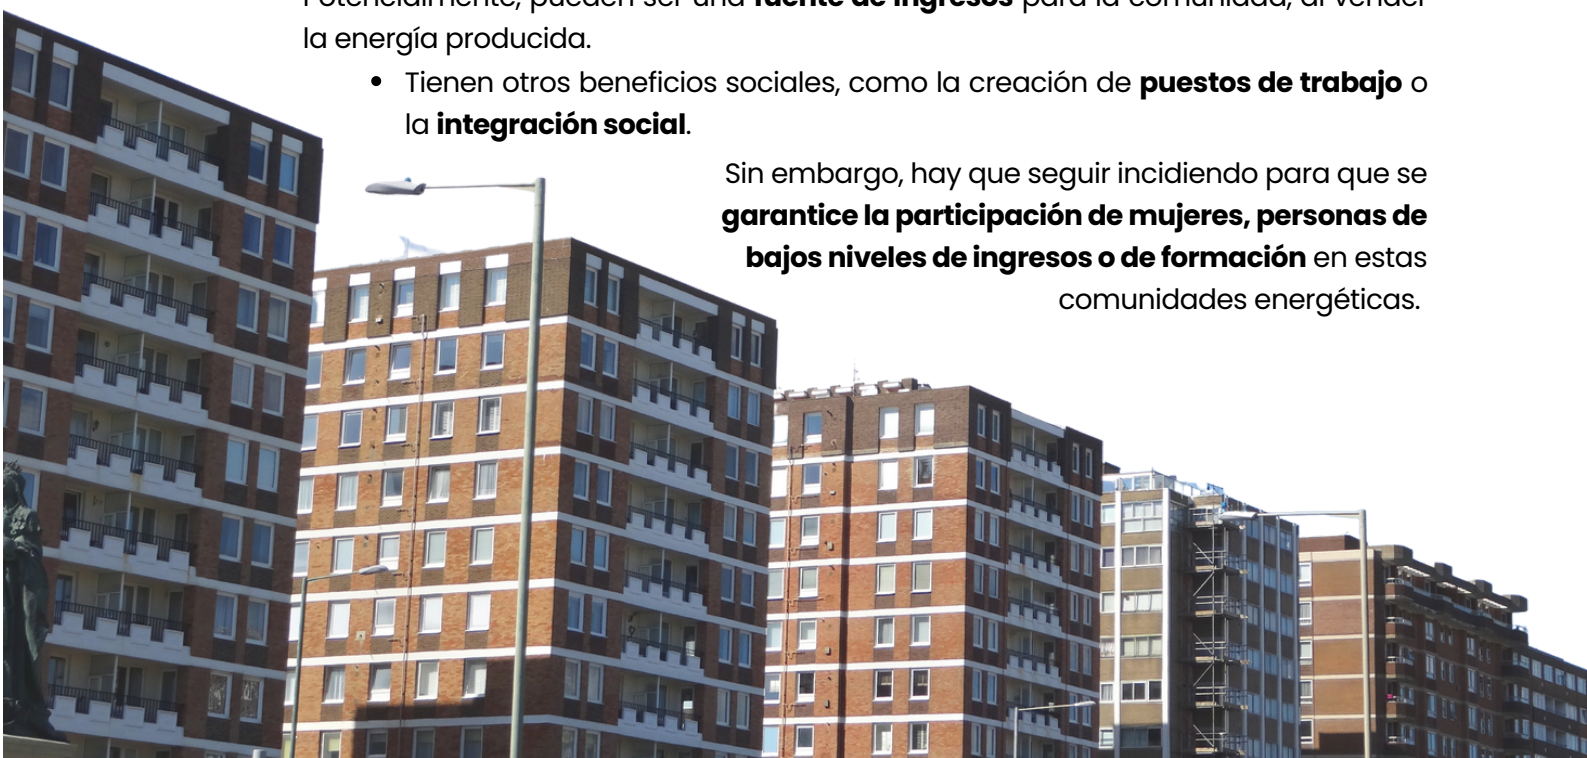 Potencialmente, pueden ser una fuente de ingresos para la comunidad, al vender
la energía producida.
• Tienen otros beneficios sociales, como la creación de puestos de trabajo o
la integración social.
Sin embargo, hay que seguir incidiendo para que se
garantice la participación de mujeres, personas de
bajos niveles de ingresos o de formación en estas
comunidades energéticas.